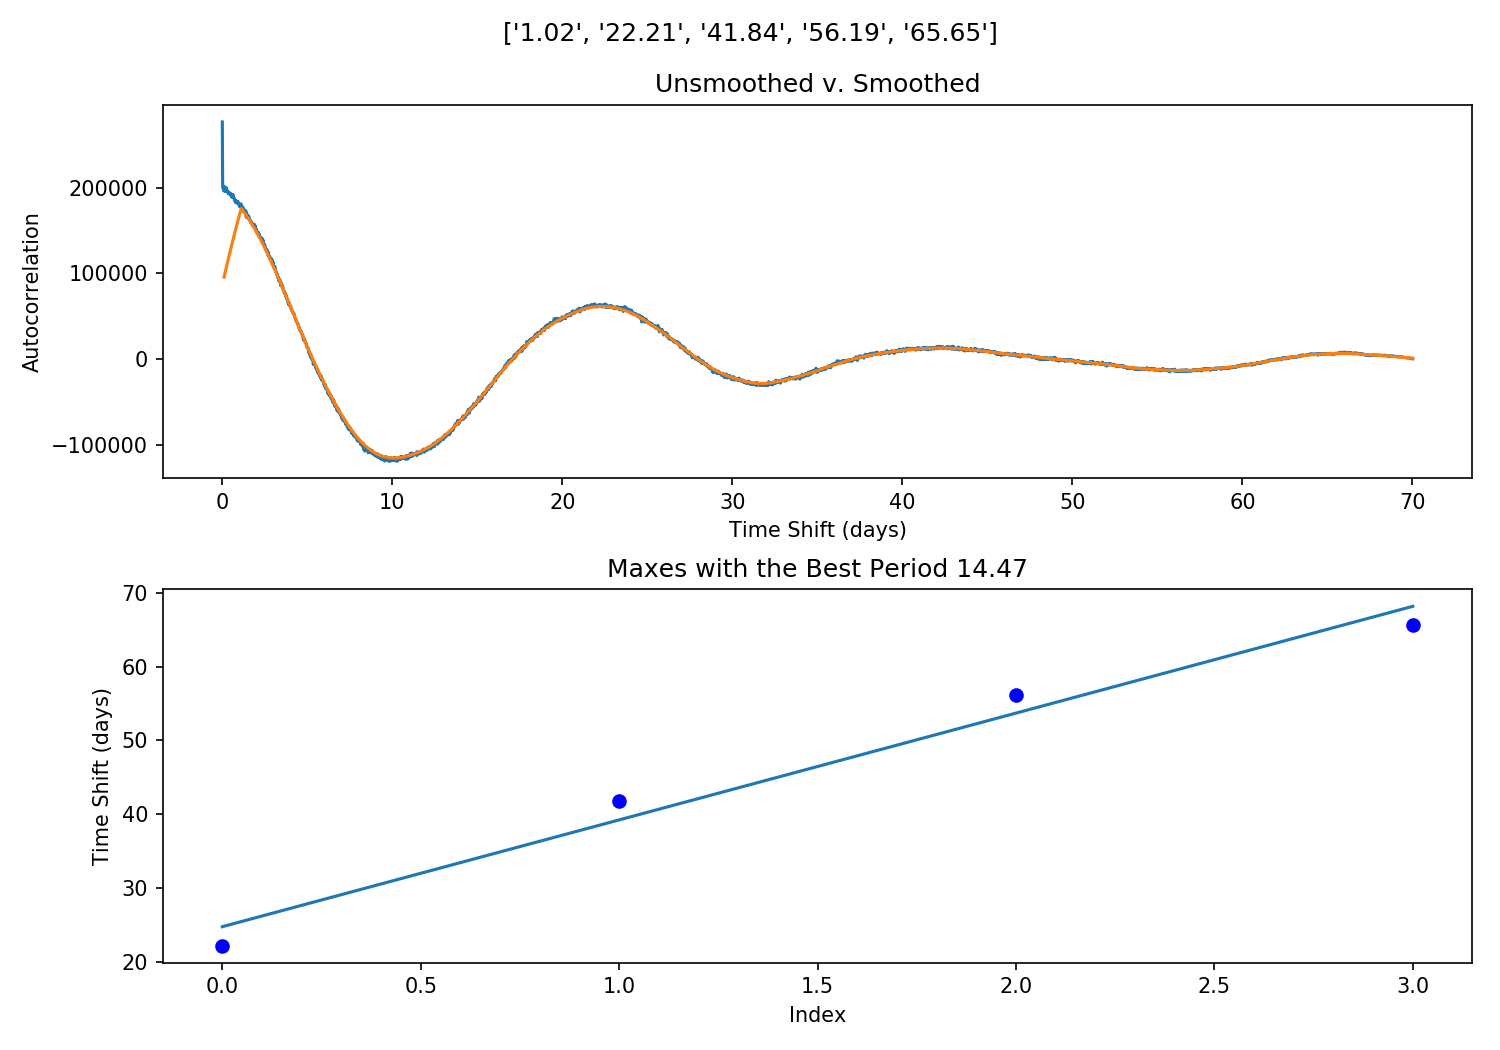 ['1.02', '22.21', '41.84', '56.19', '65.65']
Unsmoothed v. Smoothed
Autocorrelation
200000
100000
0
−100000
0 10 20 30 40 50 60 70
Time Shift (days)
Maxes with the Best Period 14.47
Time Shift (days)
70
60
50
40
30
20
0.0 0.5 1.0 1.5 2.0 2.5 3.0
Index